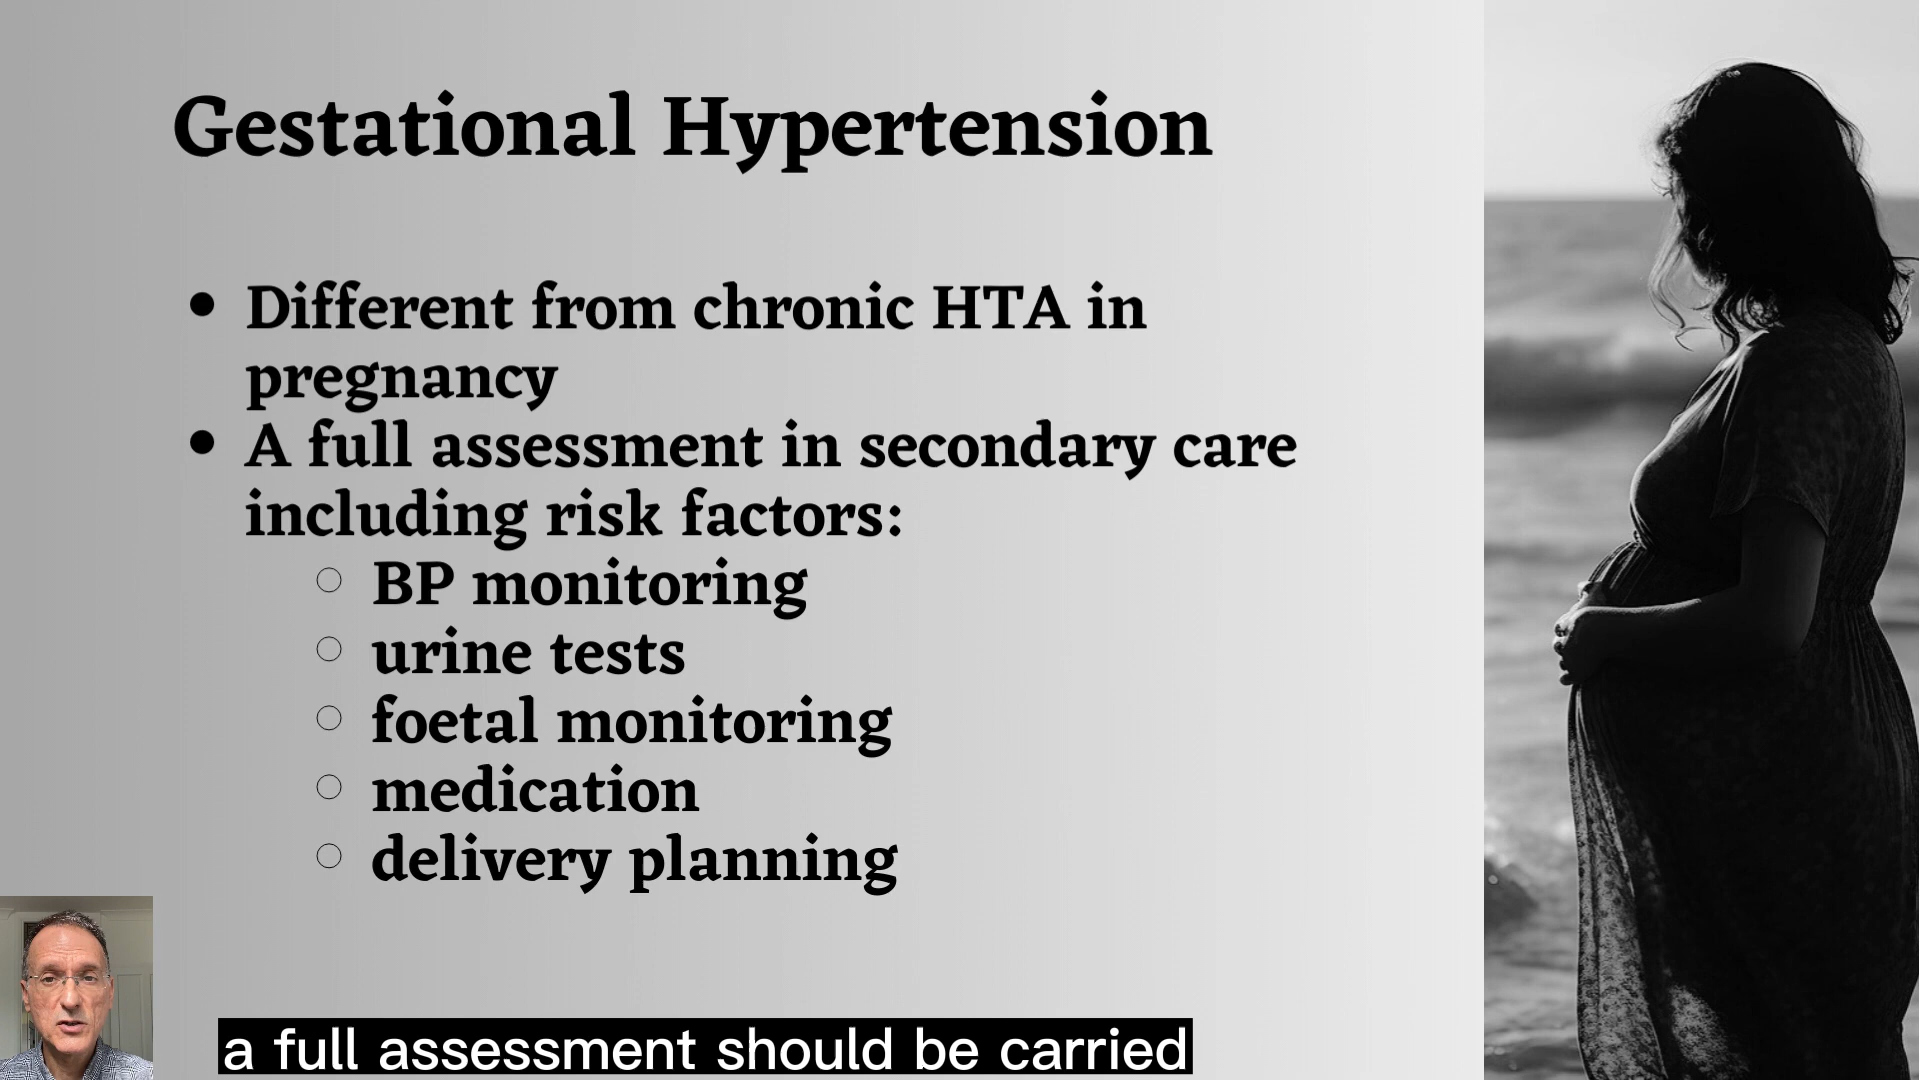 Gestational Hypertension
Different from chronic HTA in
pregnancy
A full assessment in secondary care
including risk factors:
BP monitoring
urine tests
foetal monitoring
medication
delivery planning
a full assessment should be carried